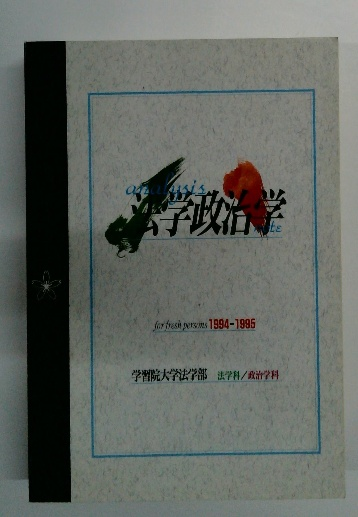 analysis
法学政治学
note
for fresh persons 1994-1995
学習院大学法学部 法学科/政治学科